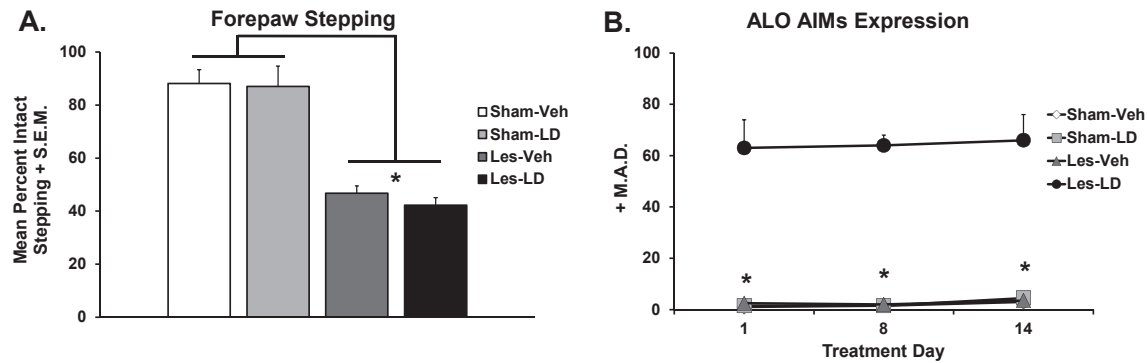 A.
Forepaw Stepping
Mean Percent Intact
Stepping + S.E.M.
100
80
60
40
20
0
*
Sham-Veh
Sham-LD
Les-Veh
Les-LD
B.
ALO AIMs Expression
+ M.A.D.
100
80
60
40
20
0
* * *
1 8 14
Treatment Day
Sham-Veh
Sham-LD
Les-Veh
Les-LD